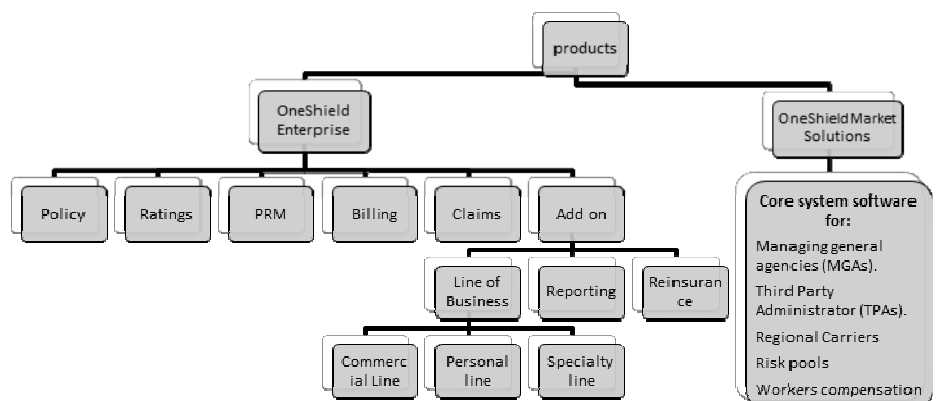 products
OneShield
Enterprise
OneShield Market
Solutions
Policy
Ratings
PRM
Billing
Claims
Add on
Core system software
for:
Managing general
agencies (MGAs).
Third Party
Administrator (TPAs).
Regional Carriers
Risk pools
Workers compensation
Line of
Business
Reporting
Reinsuran
ce
Commerc
ial Line
Personal
line
Specialty
line